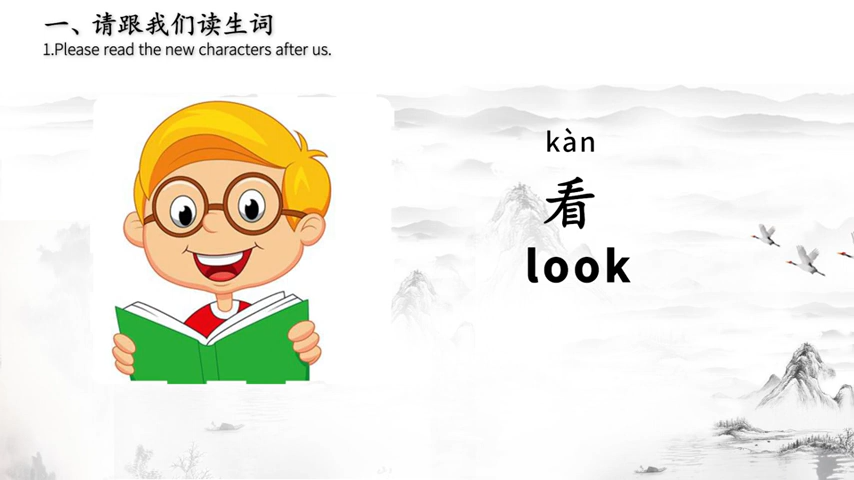 一、请跟我们读生词
1.Please read the new characters after us.
kàn
看
look